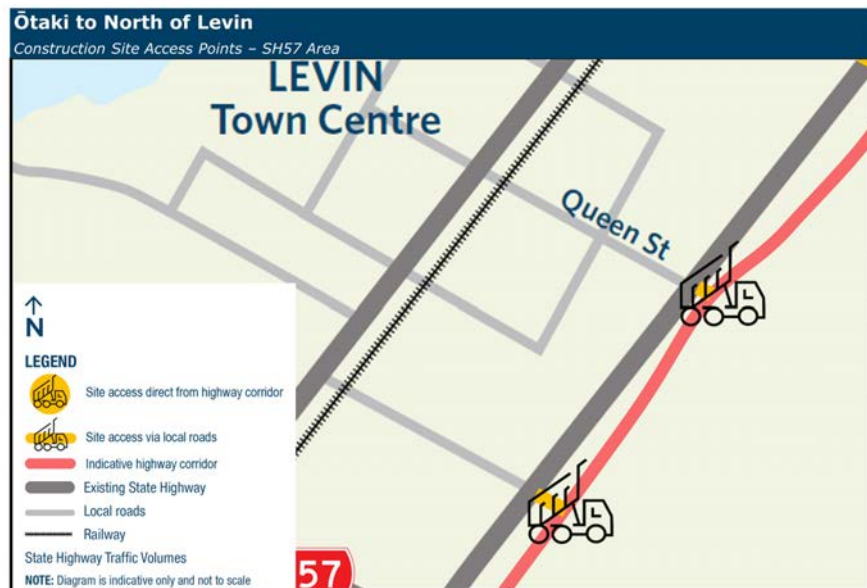 Ōtaki to North of Levin
Construction Site Access Points – SH57 Area
LEVIN
Town Centre
Queen St
N
LEGEND
Site access direct from highway corridor
Site access via local roads
Indicative highway corridor
Existing State Highway
Local roads
Railway
State Highway Traffic Volumes
NOTE: Diagram is indicative only and not to scale
57